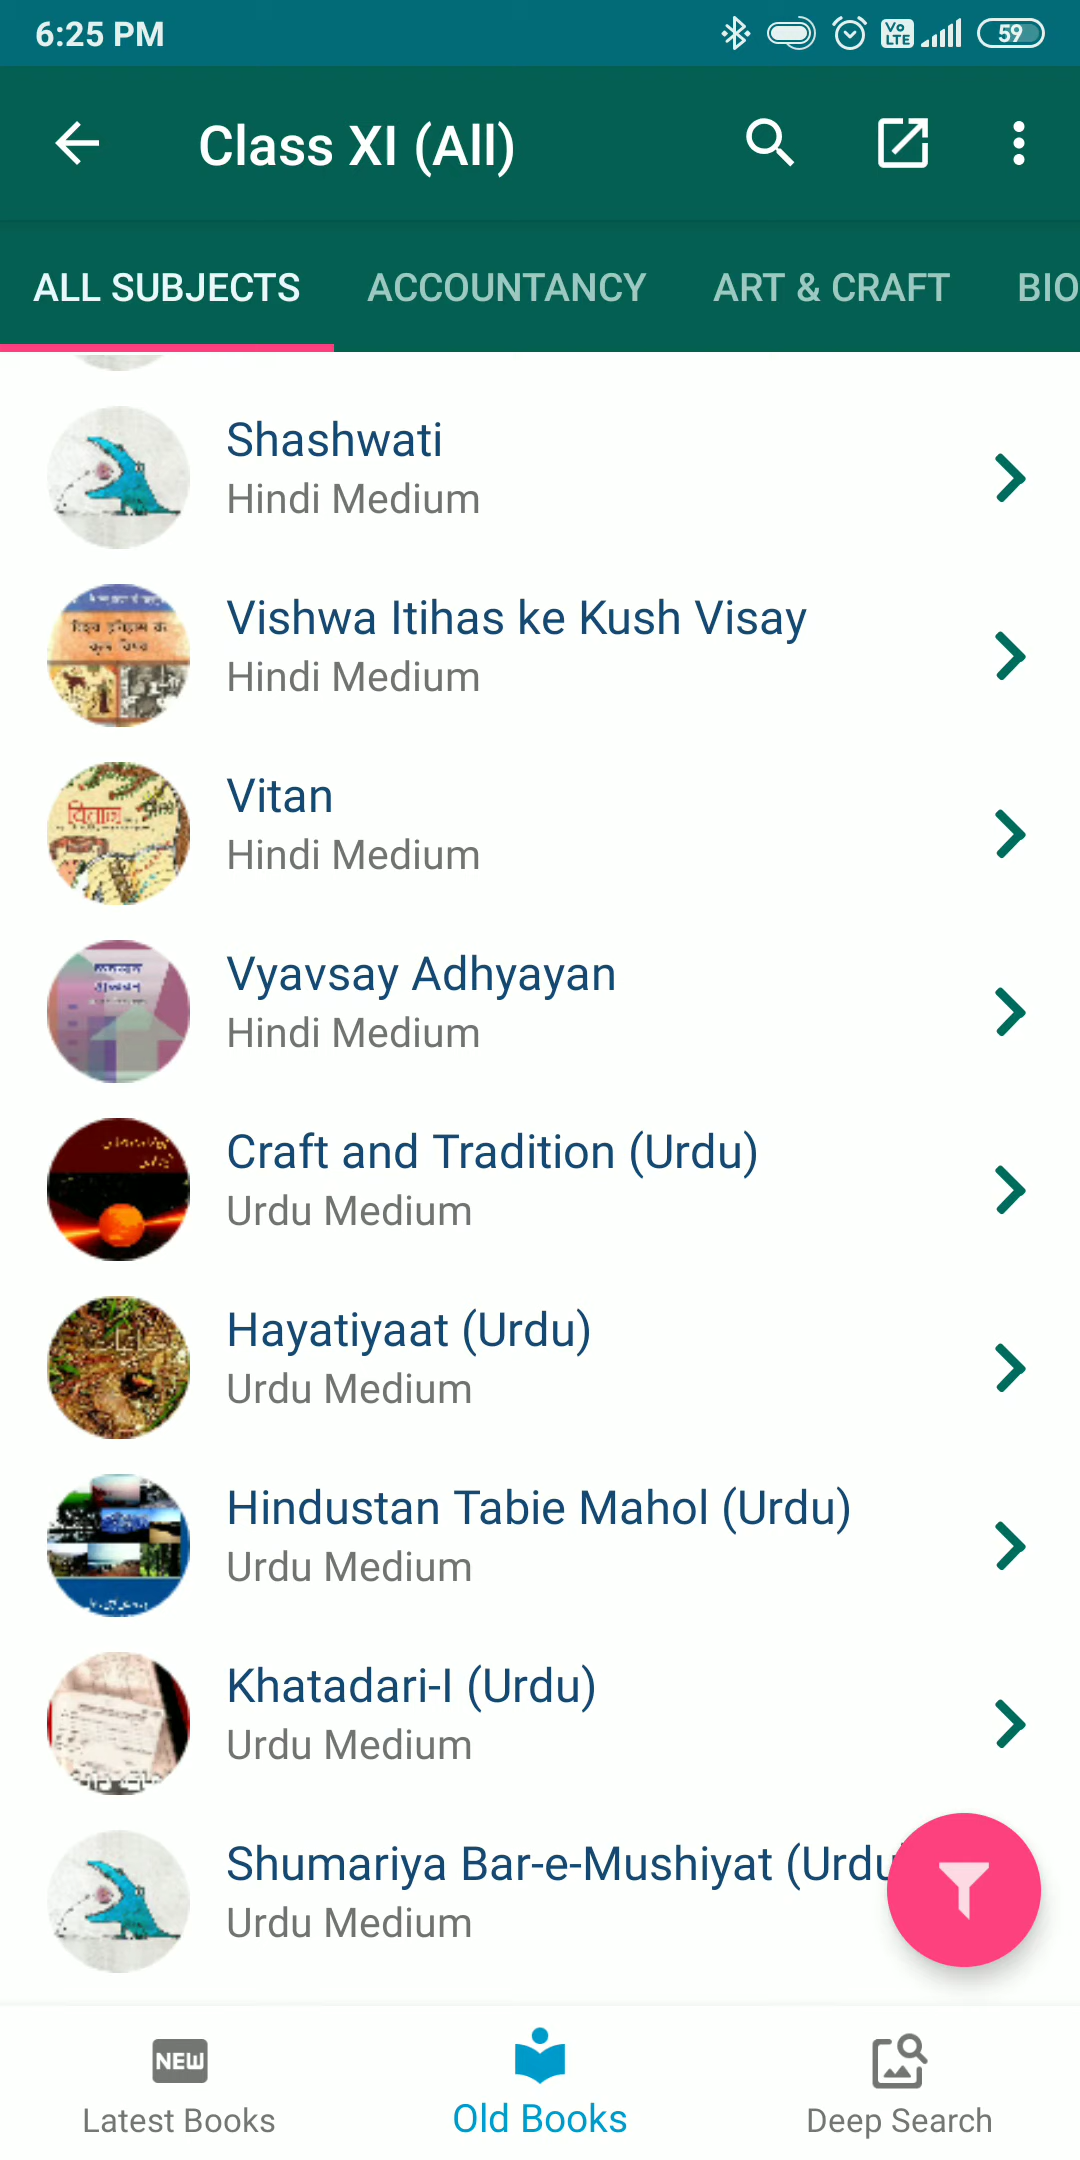 6:25 PM
Vo LTE
59
Class XI (All)
ALL SUBJECTS
ACCOUNTANCY
ART & CRAFT
BIO
Shashwati
Hindi Medium
Vishwa Itihas ke Kush Visay
Hindi Medium
Vitan
Hindi Medium
वितान
Vyavsay Adhyayan
Hindi Medium
Craft and Tradition (Urdu)
Urdu Medium
Hayatiyaat (Urdu)
Urdu Medium
Hindustan Tabie Mahol (Urdu)
Urdu Medium
Khatadari-I (Urdu)
Urdu Medium
Shumariya Bar-e-Mushiyat (Urdu
Urdu Medium
NEW
Latest Books
Old Books
Deep Search